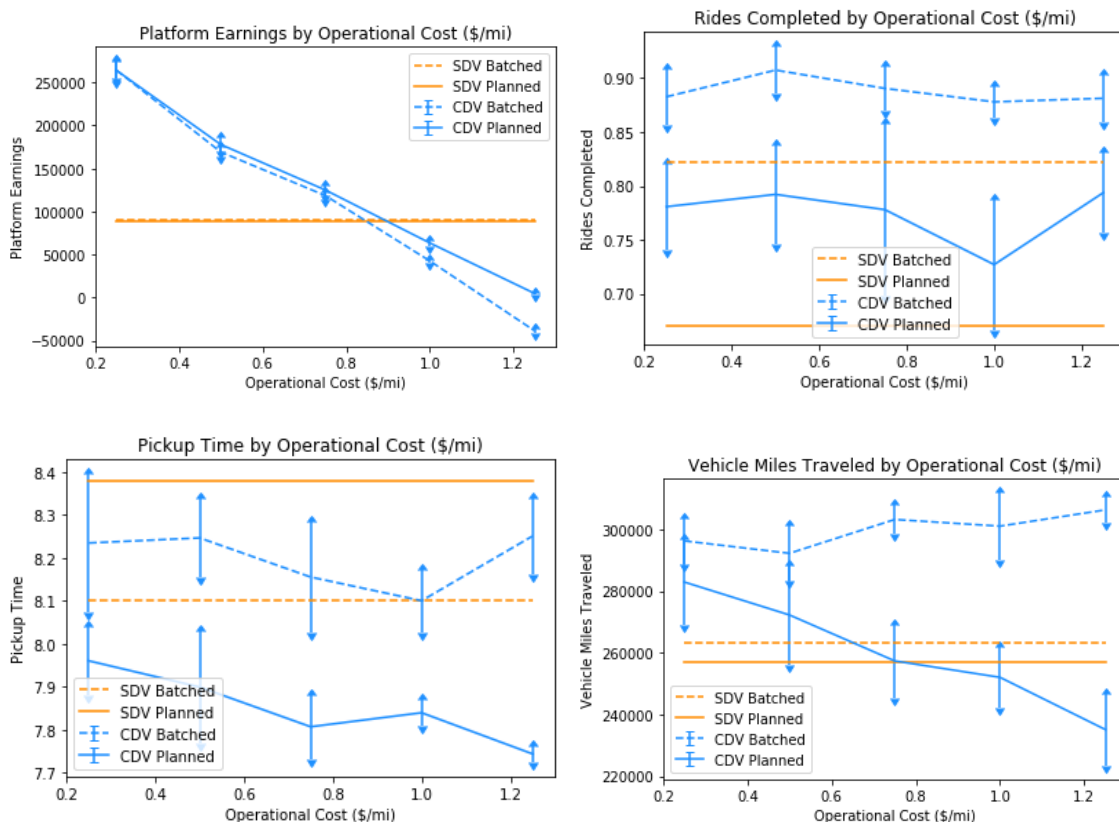 Platform Earnings by Operational Cost ($/mi)
250000
200000
150000
100000
50000
0
−50000
Platform Earnings
SDV Batched
SDV Planned
CDV Batched
CDV Planned
0.2 0.4 0.6 0.8 1.0 1.2
Operational Cost ($/mi)
Rides Completed by Operational Cost ($/mi)
0.90
0.85
0.80
0.75
0.70
Rides Completed
SDV Batched
SDV Planned
CDV Batched
CDV Planned
0.2 0.4 0.6 0.8 1.0 1.2
Operational Cost ($/mi)
Pickup Time by Operational Cost ($/mi)
8.4
8.3
8.2
8.1
8.0
7.9
7.8
7.7
Pickup Time
SDV Batched
SDV Planned
CDV Batched
CDV Planned
0.2 0.4 0.6 0.8 1.0 1.2
Operational Cost ($/mi)
Vehicle Miles Traveled by Operational Cost ($/mi)
300000
280000
260000
240000
220000
Vehicle Miles Traveled
SDV Batched
SDV Planned
CDV Batched
CDV Planned
0.2 0.4 0.6 0.8 1.0 1.2
Operational Cost ($/mi)